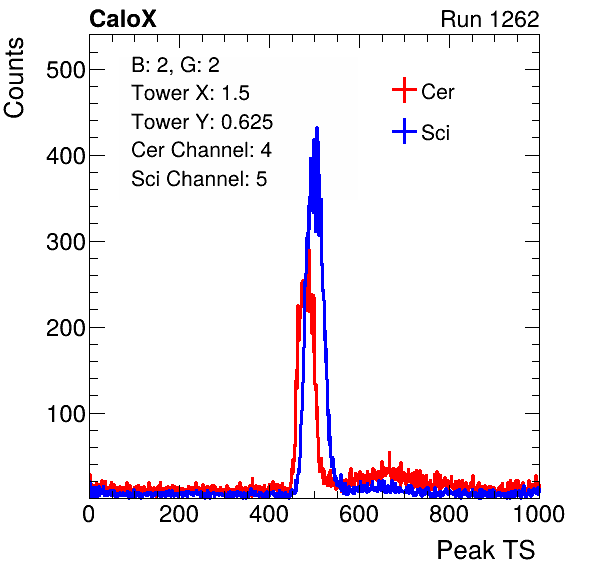 CaloX Run 1262
Counts
500
400
300
200
100
B: 2, G: 2
Tower X: 1.5
Tower Y: 0.625
Cer Channel: 4
Sci Channel: 5
Cer
Sci
0 200 400 600 800 1000
Peak TS